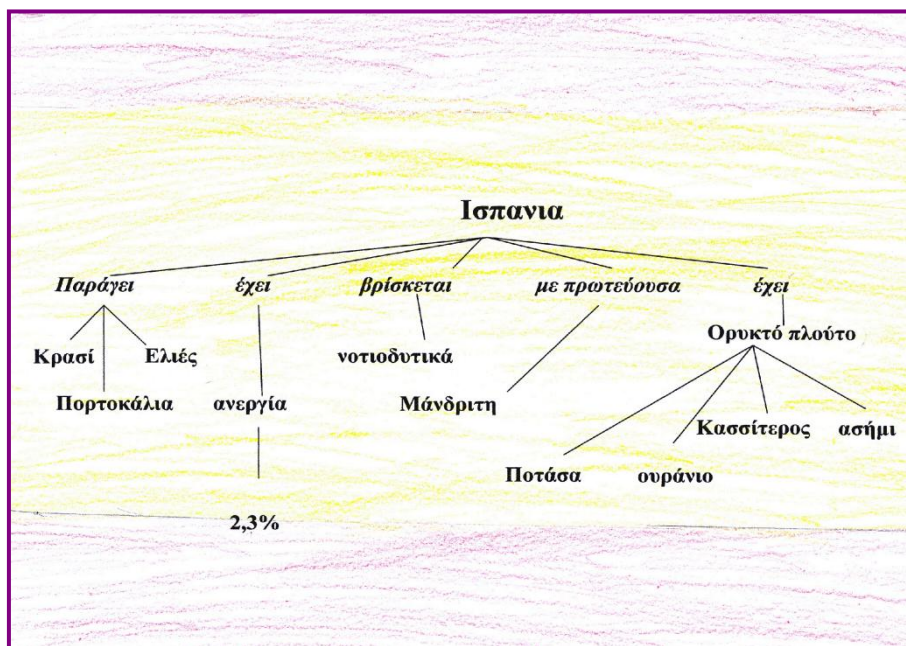 Ισπανια
Παράγει έχει βρίσκεται με πρωτεύουσα έχει
Ορυκτό πλούτο
Κρασί Ελιές νοτιοδυτικά
Πορτοκάλια ανεργία Μάνδριτη
Κασσίτερος ασήμι
Ποτάσα ουράνιο
2,3%